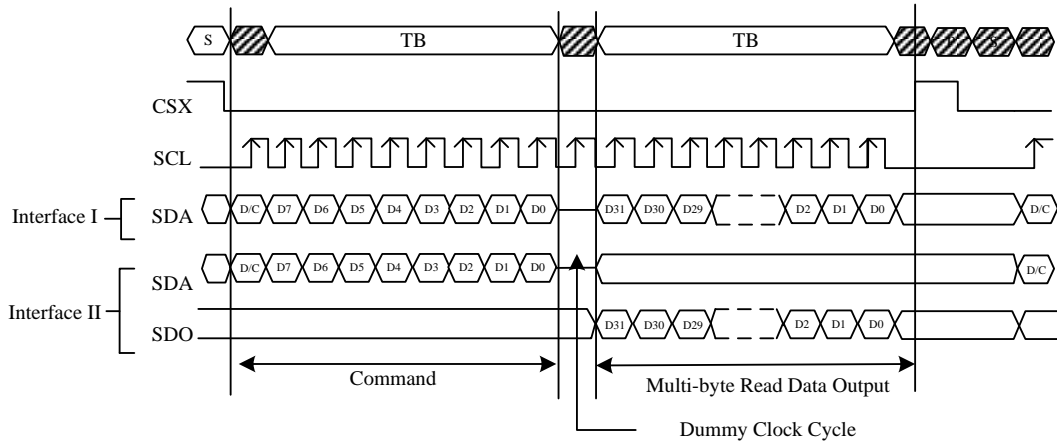 S TB TB P S
CSX
SCL
Interface I
SDA D/C D7 D6 D5 D4 D3 D2 D1 D0 D31 D30 D29 D2 D1 D0 D/C
SDA D/C D7 D6 D5 D4 D3 D2 D1 D0 D/C
Interface II
SDO D31 D30 D29 D2 D1 D0
Command
Multi-byte Read Data Output
Dummy Clock Cycle